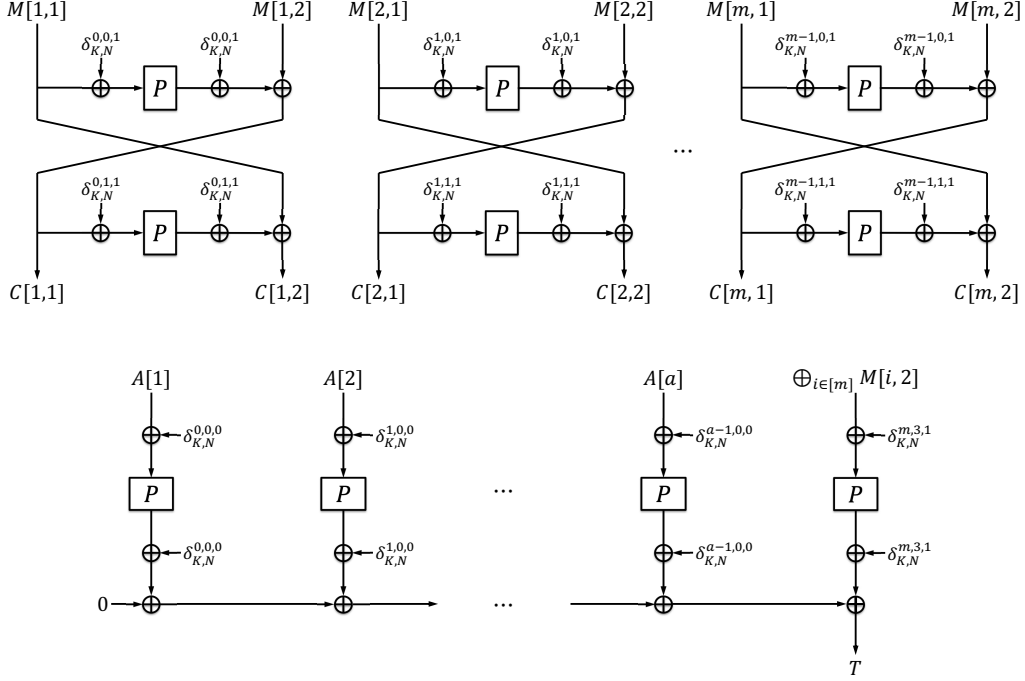 M[1,1] M[1,2] M[2,1] M[2,2] M[m, 1] M[m, 2]
δ_{K,N}^{0,0,1} δ_{K,N}^{0,0,1} δ_{K,N}^{1,0,1} δ_{K,N}^{1,0,1} δ_{K,N}^{m−1,0,1} δ_{K,N}^{m−1,0,1}
P P P
...
δ_{K,N}^{0,1,1} δ_{K,N}^{0,1,1} δ_{K,N}^{1,1,1} δ_{K,N}^{1,1,1} δ_{K,N}^{m−1,1,1} δ_{K,N}^{m−1,1,1}
P P P
C[1,1] C[1,2] C[2,1] C[2,2] C[m, 1] C[m, 2]
A[1] A[2] A[a] ⊕_{i∈[m]} M[i, 2]
δ_{K,N}^{0,0,0} δ_{K,N}^{1,0,0} δ_{K,N}^{a−1,0,0} δ_{K,N}^{m,3,1}
P P ... P P
δ_{K,N}^{0,0,0} δ_{K,N}^{1,0,0} δ_{K,N}^{a−1,0,0} δ_{K,N}^{m,3,1}
0 ...
T